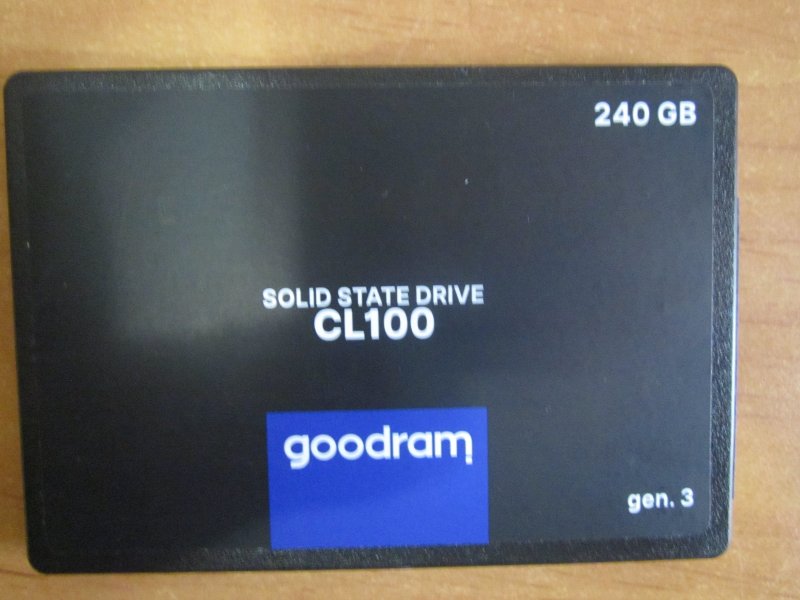 240 GB
SOLID STATE DRIVE
CL100
goodram
gen. 3